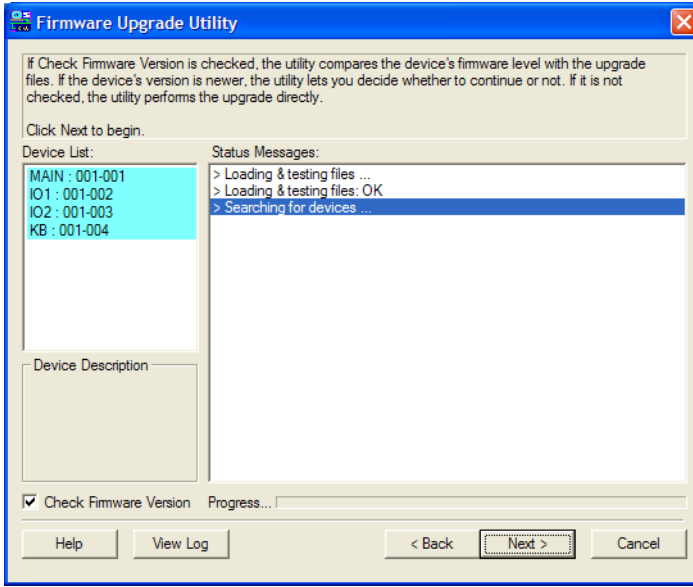 Firmware Upgrade Utility
If Check Firmware Version is checked, the utility compares the device's firmware level with the upgrade
files. If the device's version is newer, the utility lets you decide whether to continue or not. If it is not
checked, the utility performs the upgrade directly.
Click Next to begin.
Device List:
MAIN : 001-001
IO1 : 001-002
IO2 : 001-003
KB : 001-004
Status Messages:
> Loading & testing files ...
> Loading & testing files: OK
> Searching for devices ...
Device Description
Check Firmware Version
Progress...
Help
View Log
< Back
Next >
Cancel